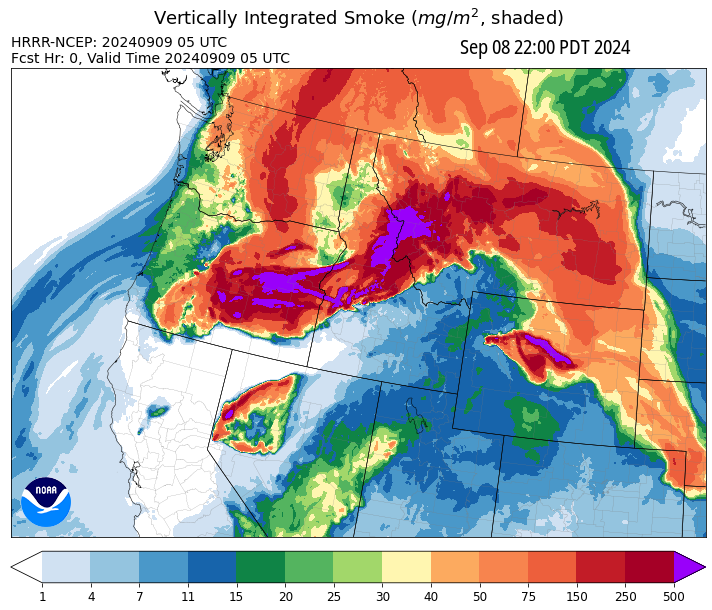 Vertically Integrated Smoke (mg/m², shaded)
HRRR-NCEP: 20240909 05 UTC
Fcst Hr: 0, Valid Time 20240909 05 UTC
Sep 08 22:00 PDT 2024
NOAA
1 4 7 11 15 20 25 30 40 50 75 150 250 500